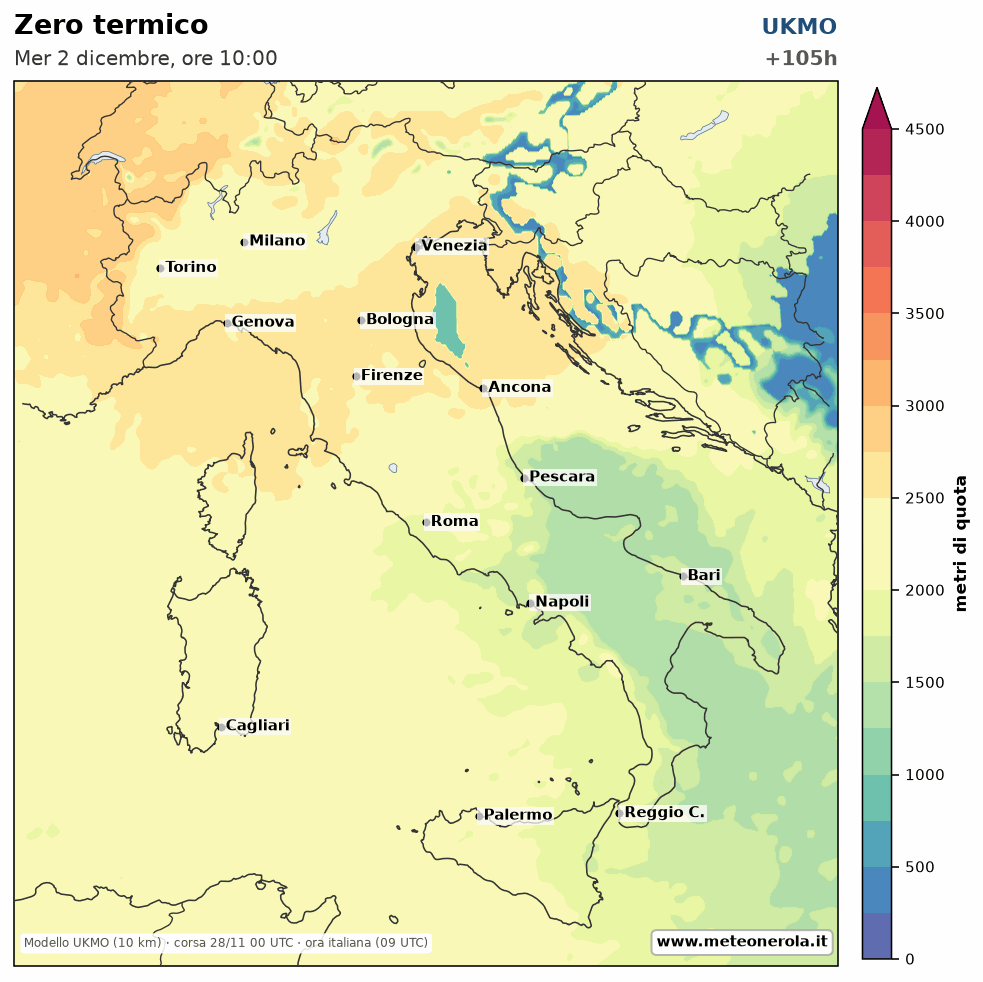 Zero termico
UKMO
Mer 2 dicembre, ore 10:00
+105h
4500
4000
3500
3000
2500
2000
1500
1000
500
0
metri di quota
Milano
Venezia
Torino
Genova
Bologna
Firenze
Ancona
Pescara
Roma
Bari
Napoli
Cagliari
Palermo
Reggio C.
Modello UKMO (10 km) · corsa 28/11 00 UTC · ora italiana (09 UTC)
www.meteonerola.it